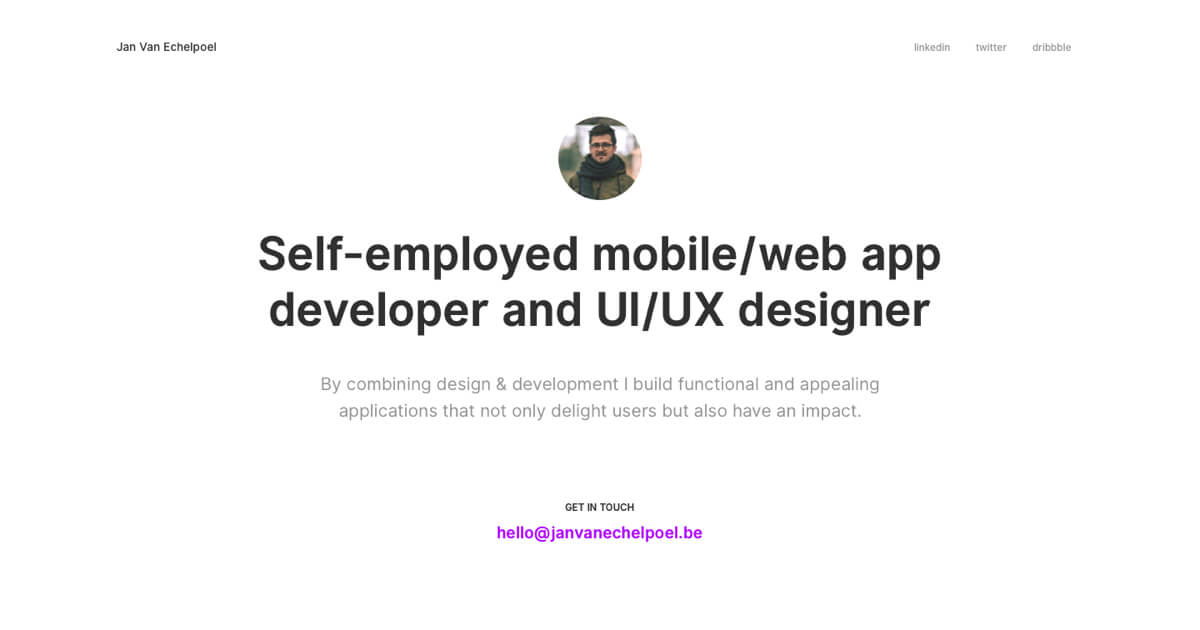 Jan Van Echelpoel
linkedin twitter dribbble
Self-employed mobile/web app
developer and UI/UX designer
By combining design & development I build functional and appealing
applications that not only delight users but also have an impact.
GET IN TOUCH
hello@janvanechelpoel.be